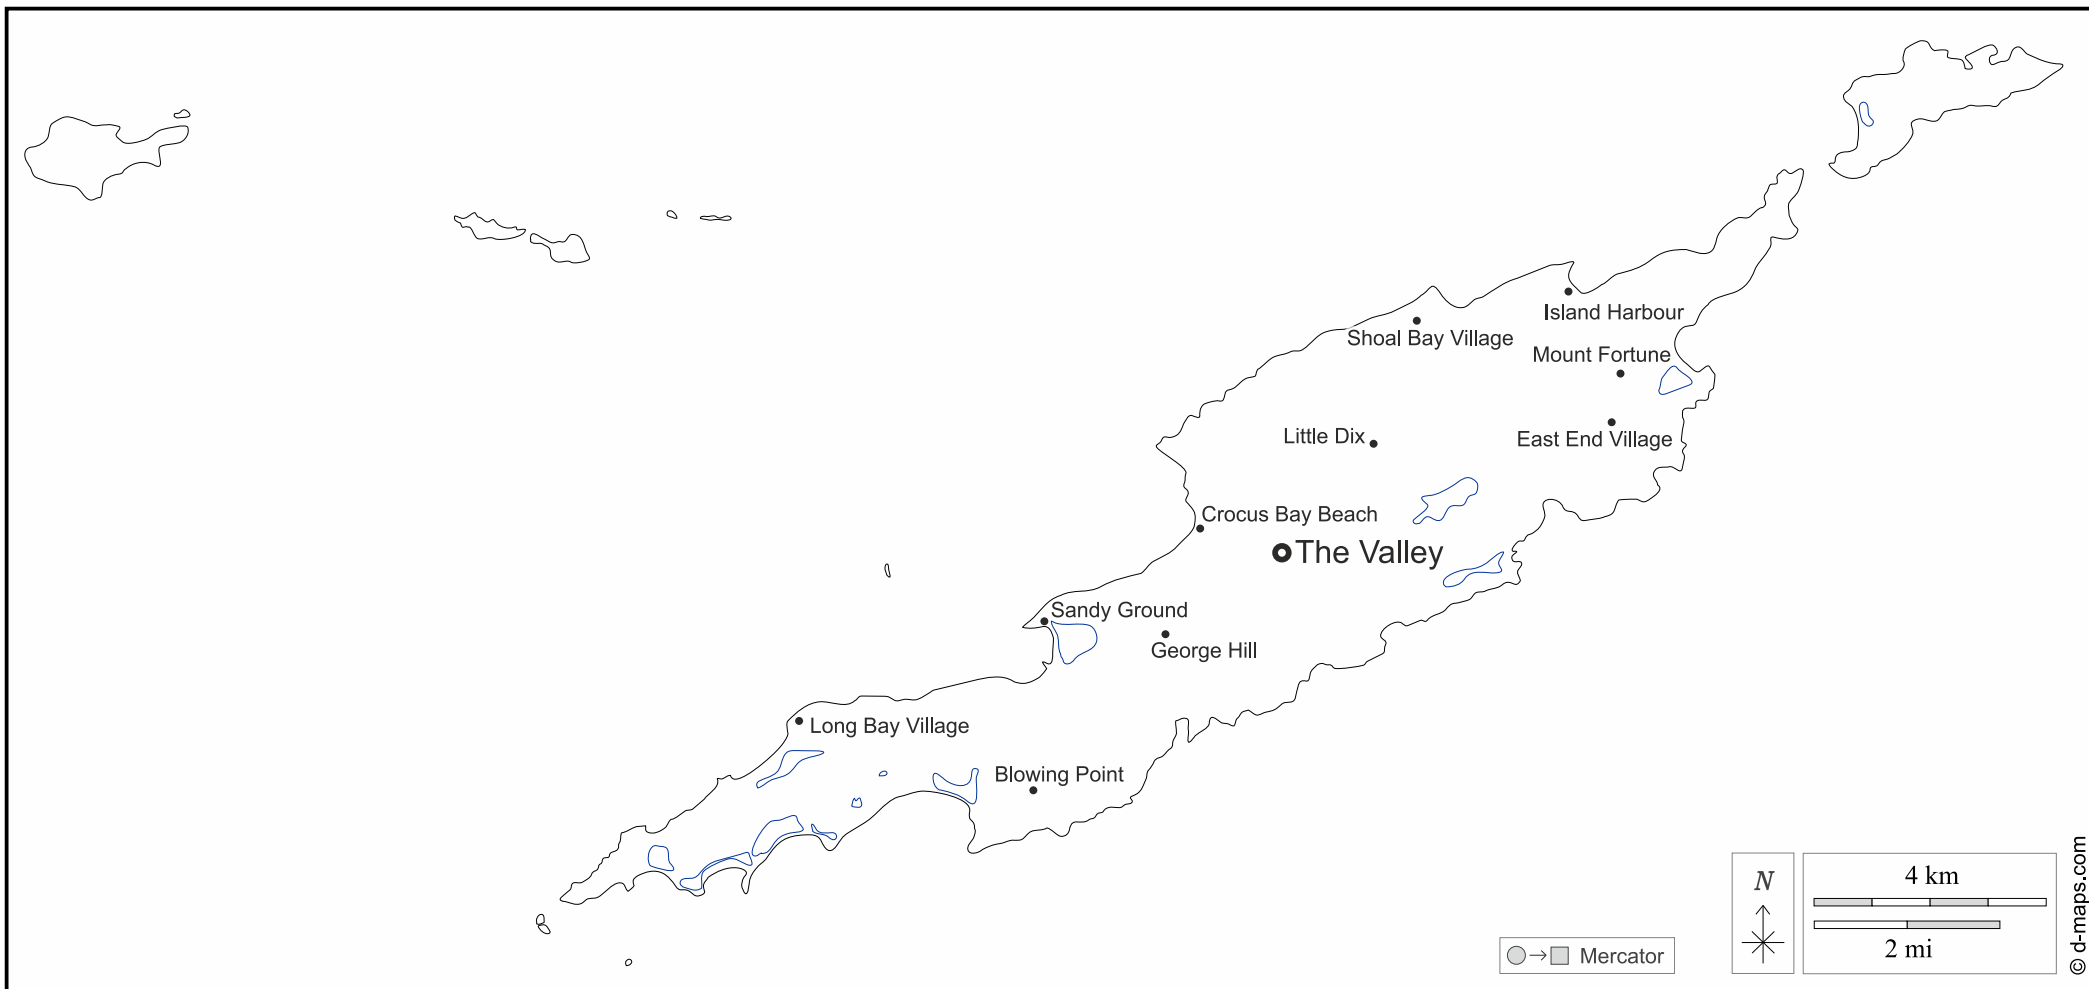 Island Harbour
Shoal Bay Village
Mount Fortune
Little Dix
East End Village
Crocus Bay Beach
The Valley
Sandy Ground
George Hill
Long Bay Village
Blowing Point
N
4 km
2 mi
Mercator
© d-maps.com